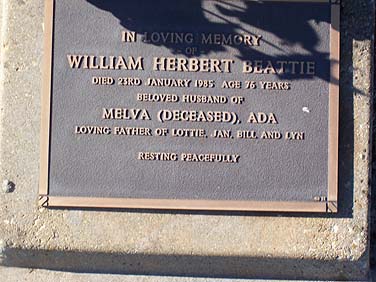 IN LOVING MEMORY
OF
WILLIAM HERBERT BEATTIE
DIED 23RD JANUARY 1985 AGE 76 YEARS
BELOVED HUSBAND OF
MELVA (DECEASED), ADA
LOVING FATHER OF LOTTIE, JAN, BILL AND LYN
RESTING PEACEFULLY